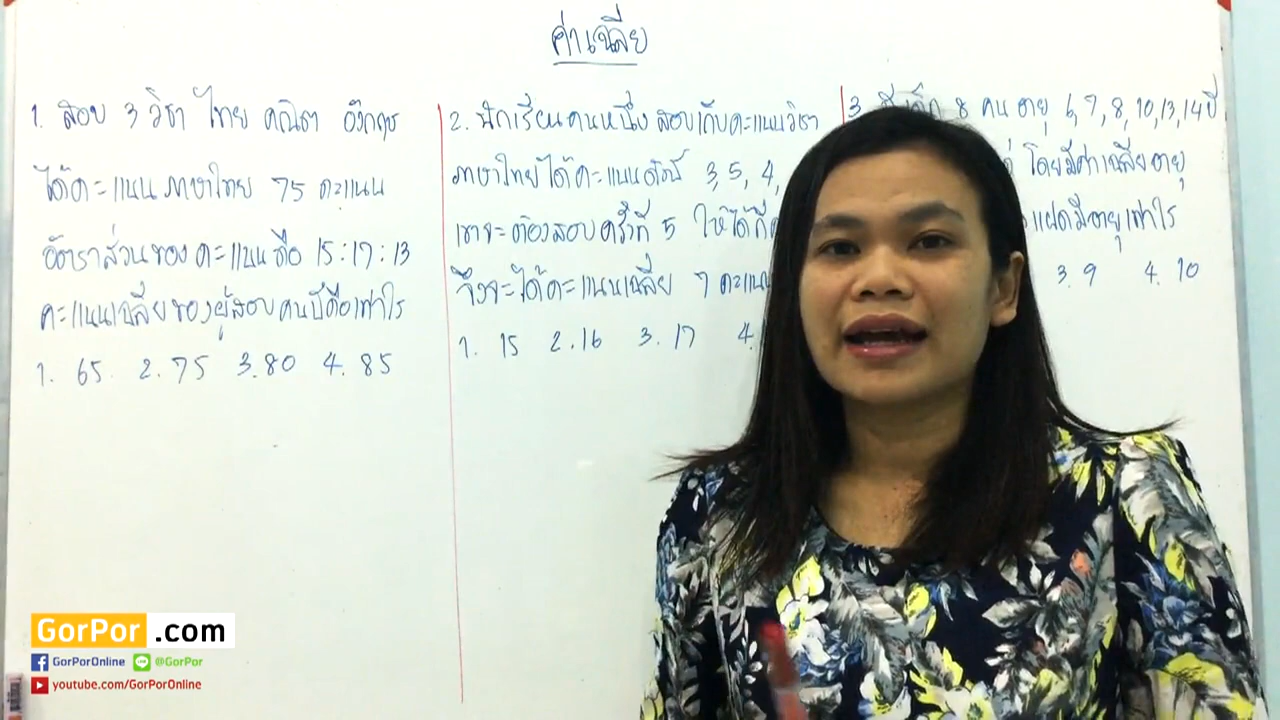 ค่าเฉลี่ย
1. สอบ 3 วิชา ไทย คณิต อังกฤษ
ได้คะแนน ภาษาไทย 75 คะแนน
อัตราส่วนของคะแนนคือ 15:17:13
คะแนนเฉลี่ยของผู้สอบคนนี้คือเท่าไร
1. 65 2. 75 3. 80 4. 85
2. นักเรียนคนหนึ่งสอบเก็บคะแนนวิชา
ภาษาไทยได้คะแนนดังนี้ 3, 5, 4,
เขาจะต้องสอบครั้งที่ 5 ให้ได้กี่
จึงจะได้คะแนนเฉลี่ย 7 คะแนน
1. 15 2. 16 3. 17 4.
3. 8 คน อายุ 6, 7, 8, 10, 13, 14 ปี
โดยมีค่าเฉลี่ยอายุ
แฝดมีอายุเท่าไร
3. 9 4. 10
GorPor.com
GorPorOnline @GorPor
youtube.com/GorPorOnline